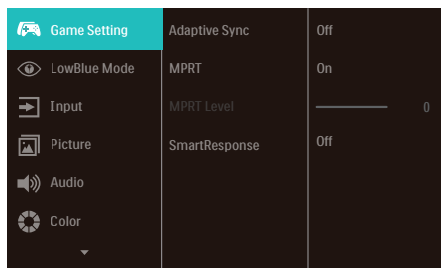 Game Setting
Adaptive Sync
Off
LowBlue Mode
MPRT
On
Input
MPRT Level
0
Picture
SmartResponse
Off
Audio
Color